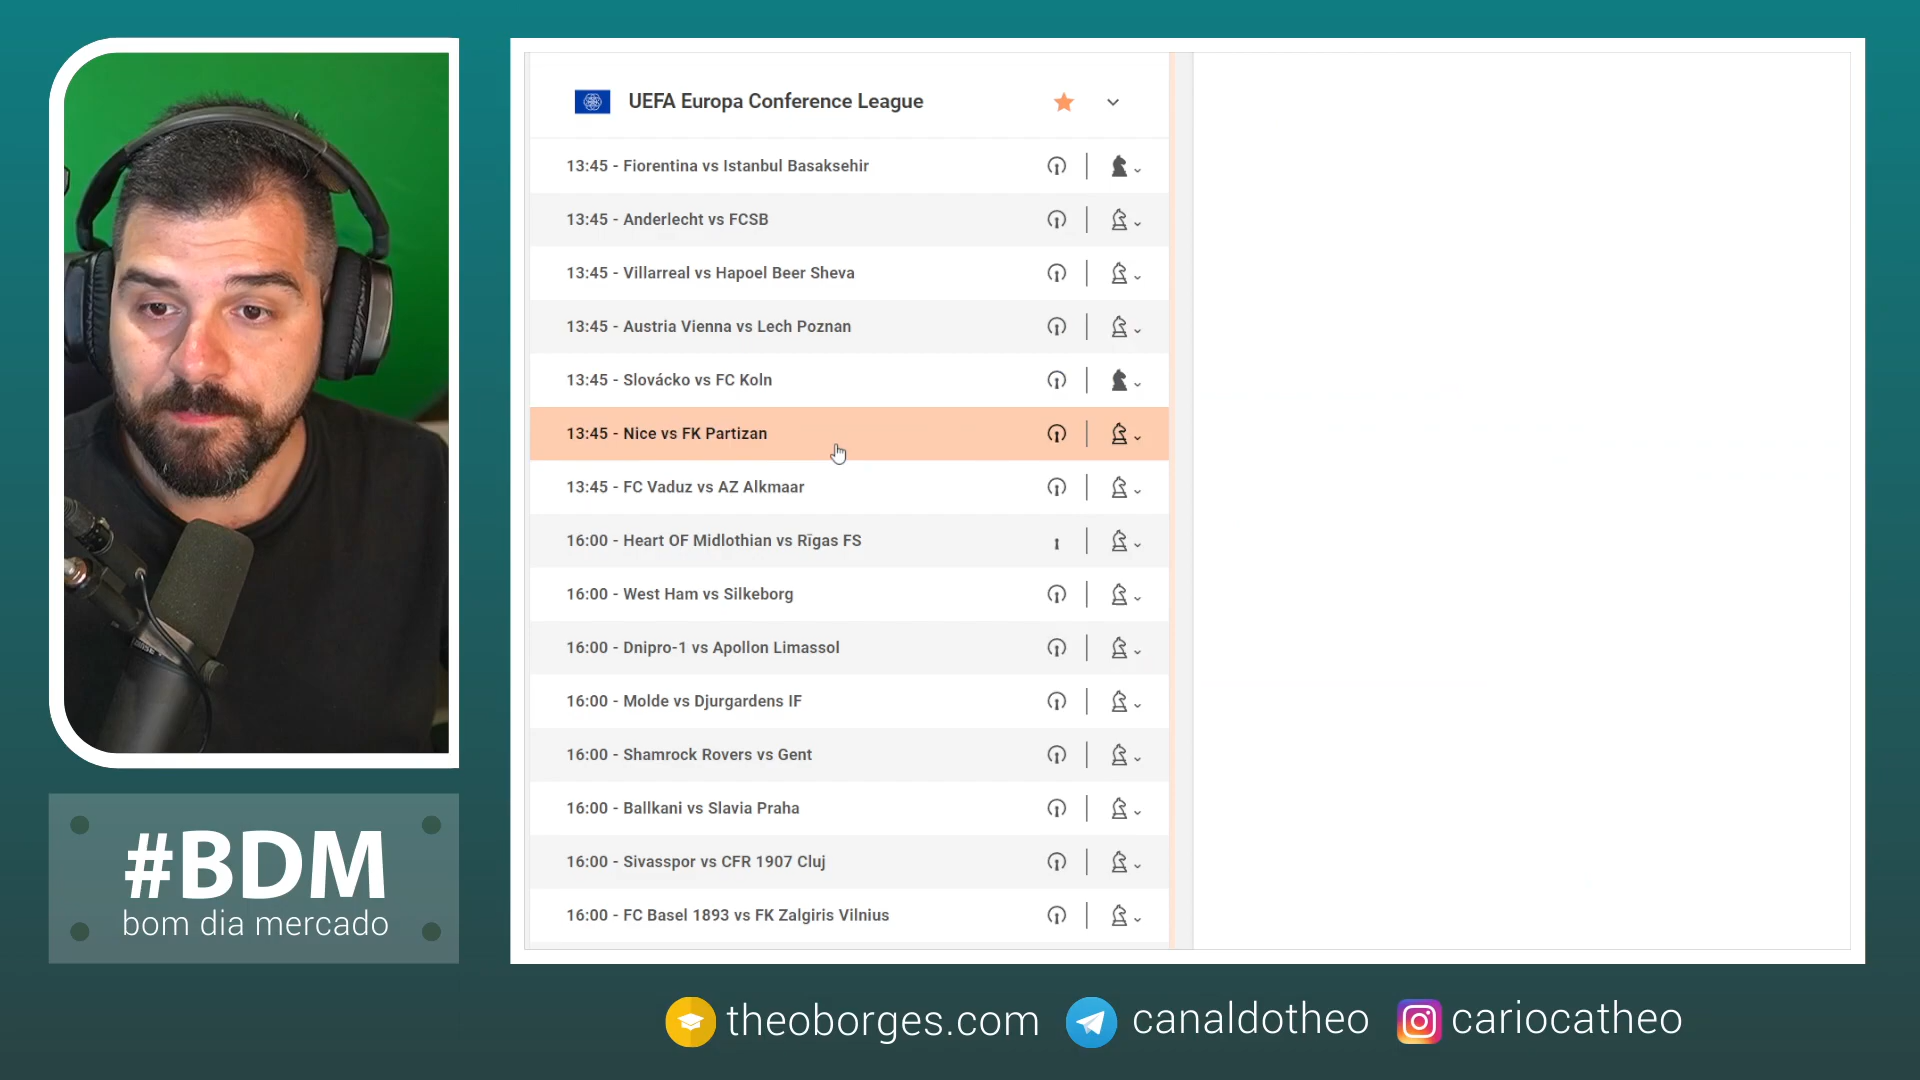 UEFA Europa Conference League
13:45 - Fiorentina vs Istanbul Basaksehir
13:45 - Anderlecht vs FCSB
13:45 - Villarreal vs Hapoel Beer Sheva
13:45 - Austria Vienna vs Lech Poznan
13:45 - Slovácko vs FC Koln
13:45 - Nice vs FK Partizan
13:45 - FC Vaduz vs AZ Alkmaar
16:00 - Heart OF Midlothian vs Rīgas FS
16:00 - West Ham vs Silkeborg
16:00 - Dnipro-1 vs Apollon Limassol
16:00 - Molde vs Djurgardens IF
16:00 - Shamrock Rovers vs Gent
16:00 - Ballkani vs Slavia Praha
16:00 - Sivasspor vs CFR 1907 Cluj
16:00 - FC Basel 1893 vs FK Zalgiris Vilnius
#BDM
bom dia mercado
theoborges.com
canaldotheo
cariocatheo